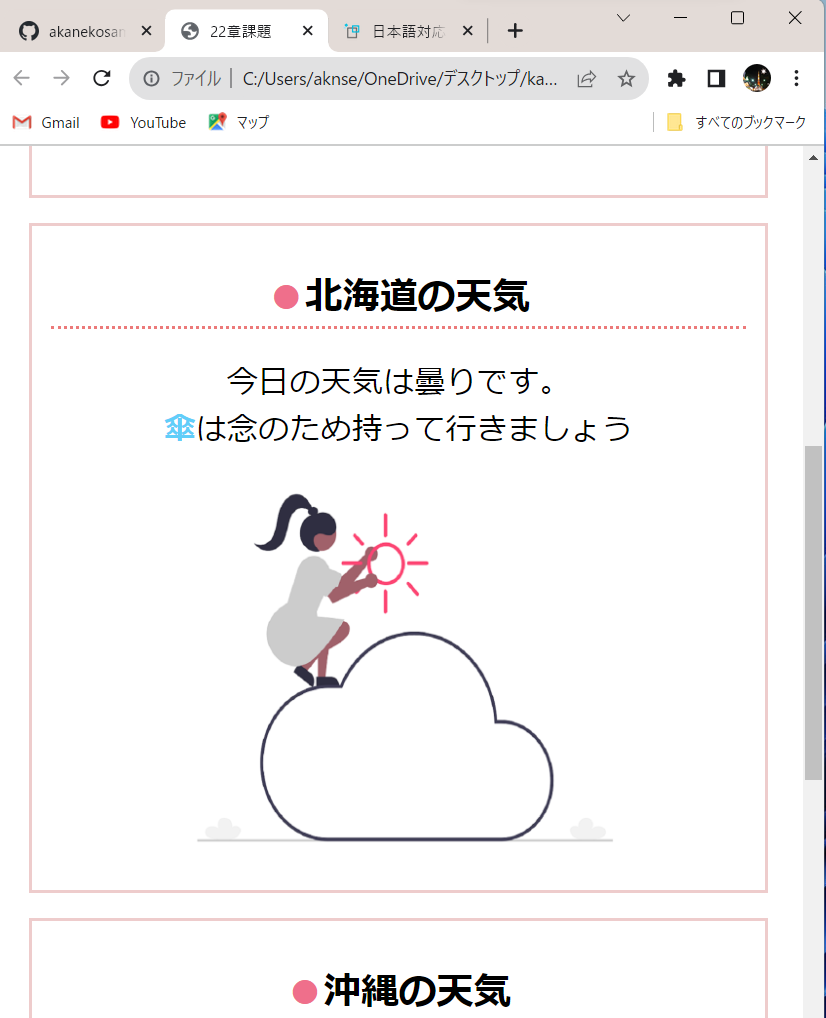 akanekosan
22章課題
日本語対応
ファイル
C:/Users/aknse/OneDrive/デスクトップ/ka...
Gmail
YouTube
マップ
すべてのブックマーク
●北海道の天気
今日の天気は曇りです。
傘は念のため持って行きましょう
●沖縄の天気